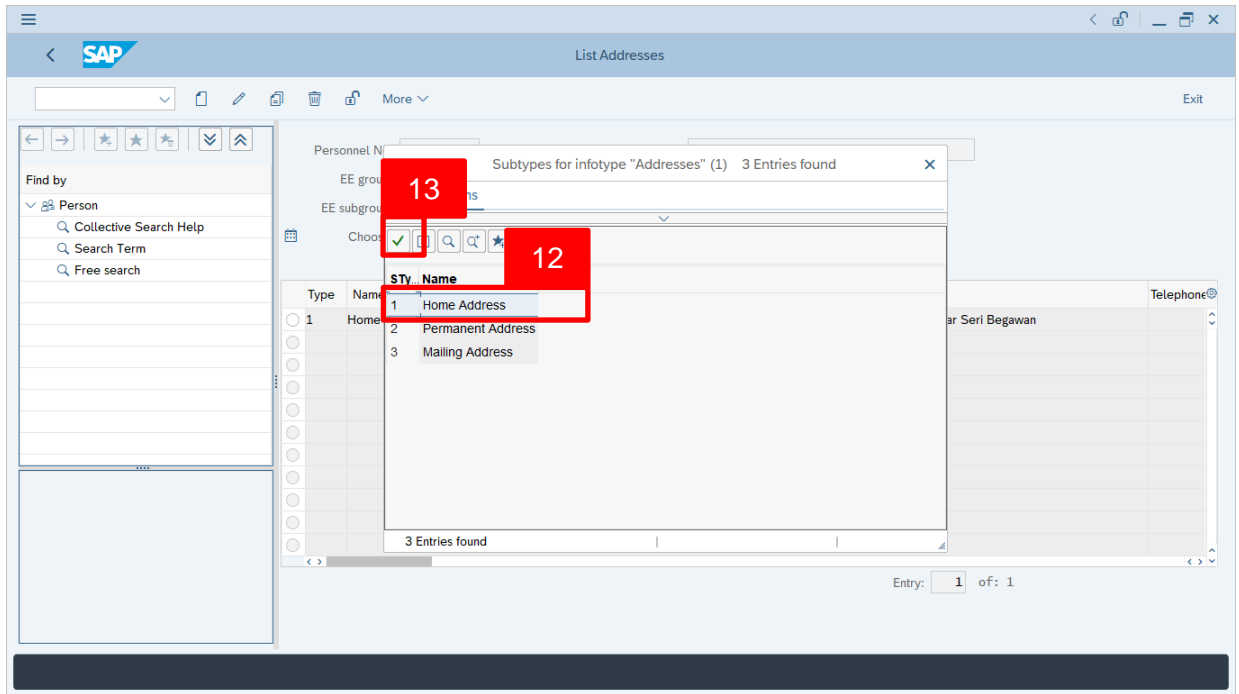 SAP
List Addresses
More
Exit
Find by
Person
Collective Search Help
Search Term
Free search
Personnel N
EE grou
EE subgrou
Choos
Subtypes for infotype "Addresses" (1) 3 Entries found
13
12
STy... Name
1 Home Address
2 Permanent Address
3 Mailing Address
3 Entries found
Type Name Telephone
1 Home ar Seri Begawan
Entry: 1 of: 1